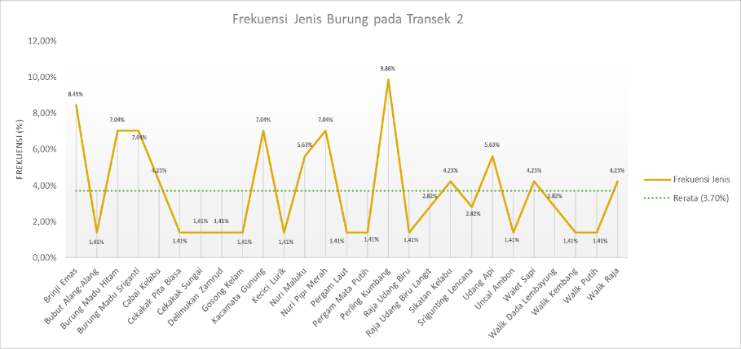 Frekuensi Jenis Burung pada Transek 2
12,00%
10,00%
8,00%
6,00%
4,00%
2,00%
0,00%
FREKUENSI (%)
8.45%
1,41%
7.04%
7.04%
4.23%
1.41%
1.41%
1.41%
1.41%
7.04%
1.41%
5.63%
7.04%
1.41%
1.41%
9.86%
1.41%
2.82%
4.23%
2.82%
5.63%
1.41%
4.23%
2.82%
1.41%
1.41%
4.23%
Brinji Emas
Bubut Alang-Alang
Burung Madu Hitam
Burung Madu Sriganti
Cabai Kelabu
Cekakak Pita Biasa
Cekakak Sungai
Delimukan Zamrud
Gosong Kelam
Kacamata Gunung
Kecici Lurik
Nuri Maluku
Nuri Pipi Merah
Pergam Laut
Pergam Mata Putih
Perling Kumbang
Raja Udang Biru
Raja Udang Biru Langit
Sikatan Kelabu
Srigunting Lencana
Udang Api
Uncal Ambon
Walet Sapi
Walik Dada Lembayung
Walik Kembang
Walik Putih
Walik Raja
Frekuensi Jenis
Rerata (3.70%)